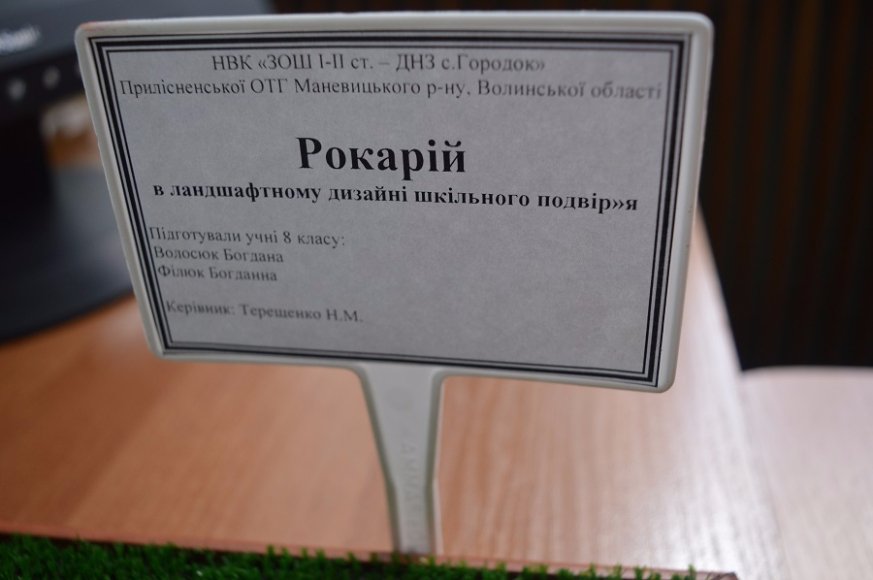 НВК «ЗОШ І-ІІ ст. – ДНЗ с.Городок»
Прилісненської ОТГ Маневицького р-ну, Волинської області
Рокарій
в ландшафтному дизайні шкільного подвір»я
Підготували учні 8 класу:
Волосюк Богдана
Філюк Богданна
Керівник: Терещенко Н.М.